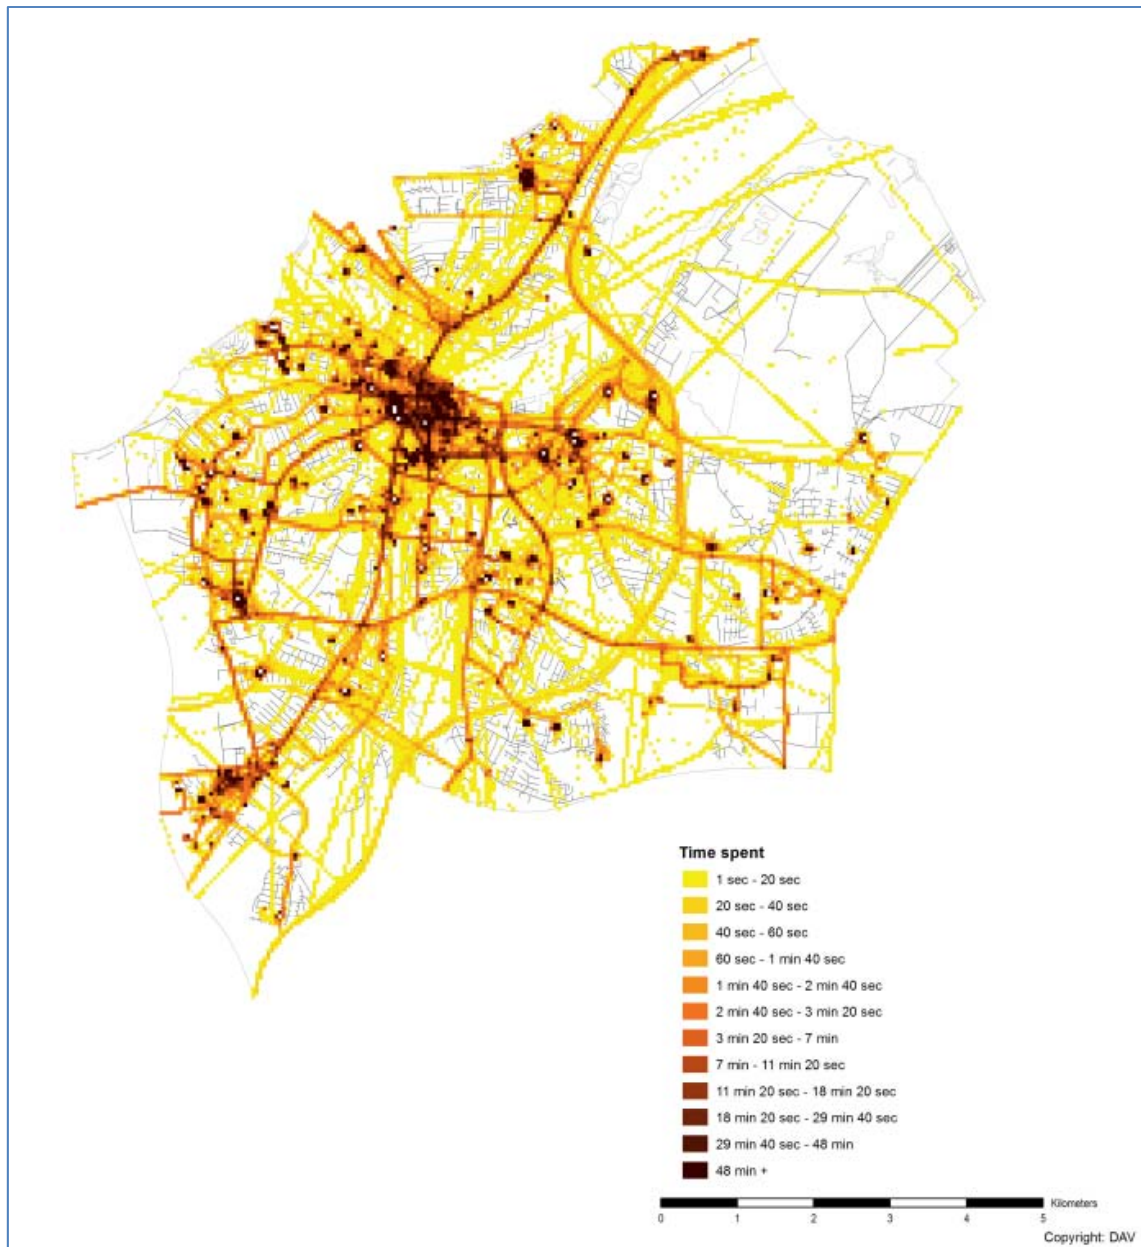 Time spent
1 sec - 20 sec
20 sec - 40 sec
40 sec - 60 sec
60 sec - 1 min 40 sec
1 min 40 sec - 2 min 40 sec
2 min 40 sec - 3 min 20 sec
3 min 20 sec - 7 min
7 min - 11 min 20 sec
11 min 20 sec - 18 min 20 sec
18 min 20 sec - 29 min 40 sec
29 min 40 sec - 48 min
48 min +
Kilometers
0 1 2 3 4 5
Copyright: DAV